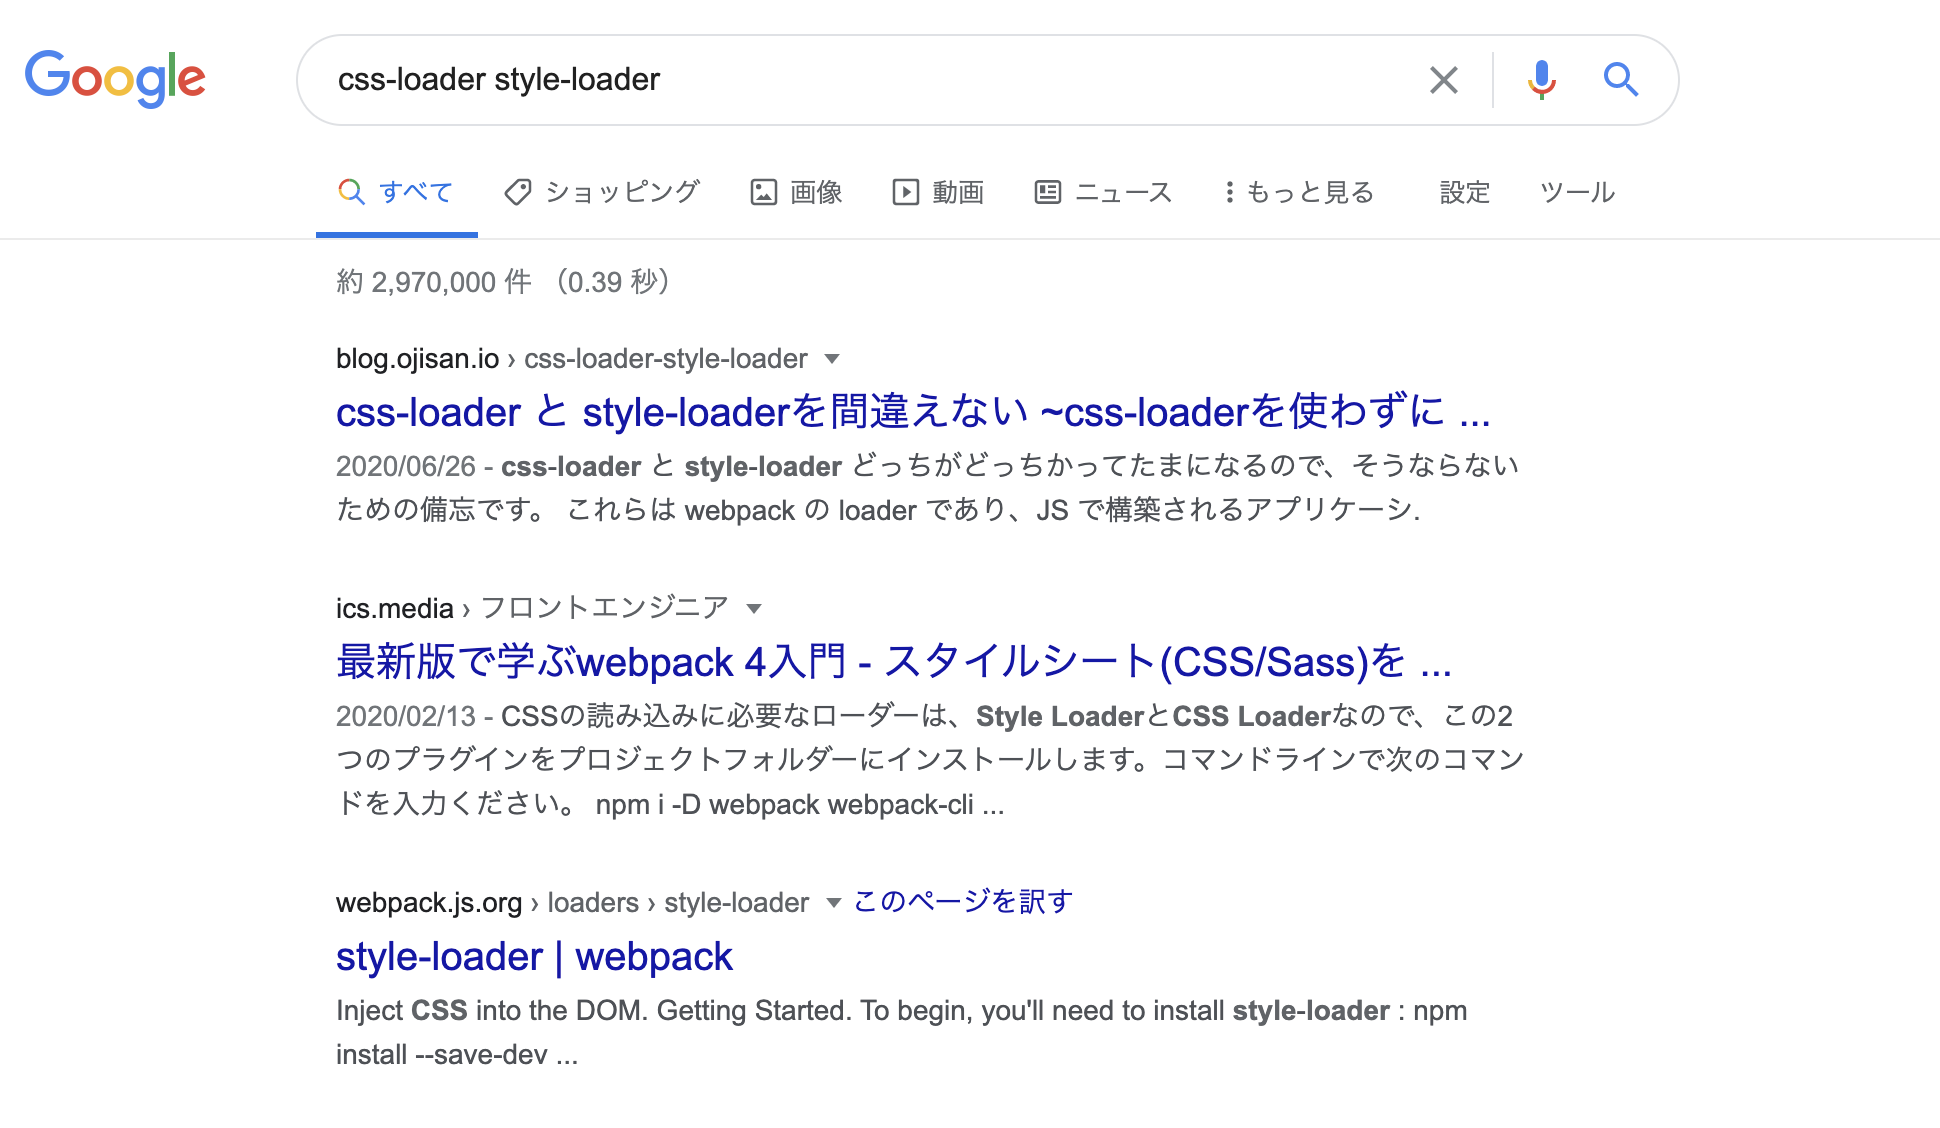 Google
css-loader style-loader
すべて ショッピング 画像 動画 ニュース もっと見る 設定 ツール
約 2,970,000 件 （0.39 秒）
blog.ojisan.io › css-loader-style-loader
css-loader と style-loaderを間違えない ~css-loaderを使わずに ...
2020/06/26 - css-loader と style-loader どっちがどっちかってたまになるので、そうならない
ための備忘です。 これらは webpack の loader であり、JS で構築されるアプリケーシ.
ics.media › フロントエンジニア
最新版で学ぶwebpack 4入門 - スタイルシート(CSS/Sass)を ...
2020/02/13 - CSSの読み込みに必要なローダーは、Style LoaderとCSS Loaderなので、この2
つのプラグインをプロジェクトフォルダーにインストールします。コマンドラインで次のコマン
ドを入力ください。 npm i -D webpack webpack-cli ...
webpack.js.org › loaders › style-loader このページを訳す
style-loader | webpack
Inject CSS into the DOM. Getting Started. To begin, you'll need to install style-loader : npm
install --save-dev ...